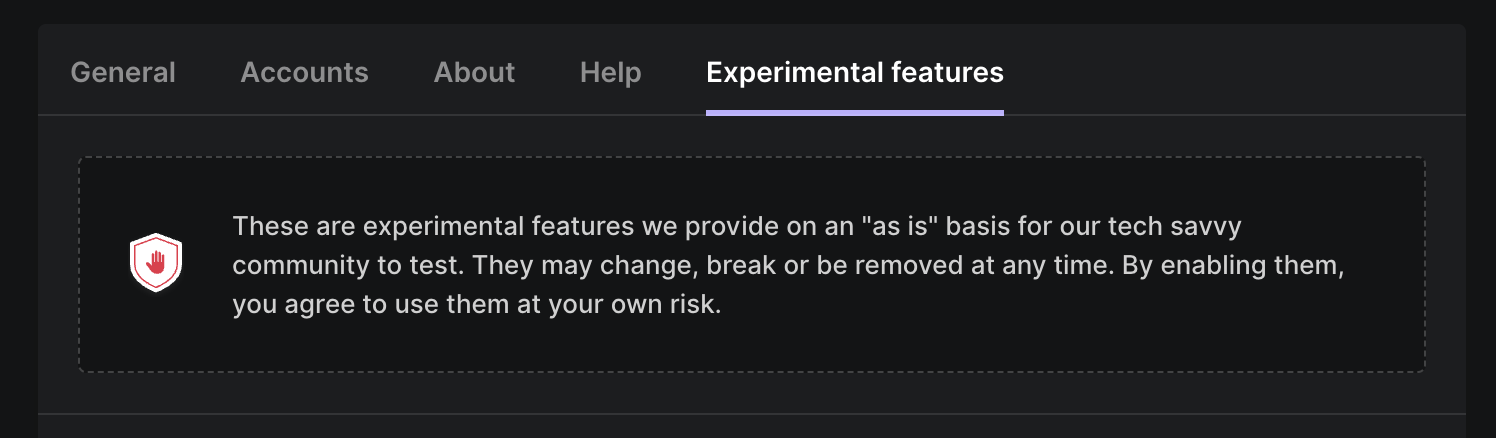 General Accounts About Help Experimental features
These are experimental features we provide on an "as is" basis for our tech savvy
community to test. They may change, break or be removed at any time. By enabling them,
you agree to use them at your own risk.